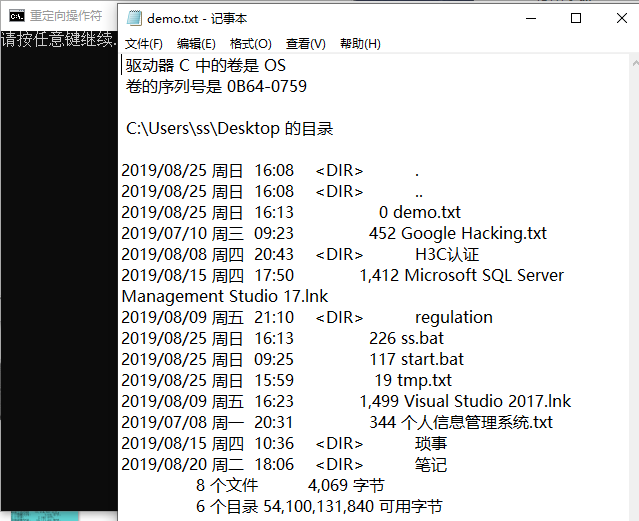 重定向操作符
请按任意键继续.
demo.txt - 记事本
文件(F) 编辑(E) 格式(O) 查看(V) 帮助(H)
驱动器 C 中的卷是 OS
卷的序列号是 0B64-0759
C:\Users\ss\Desktop 的目录
2019/08/25 周日 16:08 <DIR> .
2019/08/25 周日 16:08 <DIR> ..
2019/08/25 周日 16:13 0 demo.txt
2019/07/10 周三 09:23 452 Google Hacking.txt
2019/08/08 周四 20:43 <DIR> H3C认证
2019/08/15 周四 17:50 1,412 Microsoft SQL Server
Management Studio 17.lnk
2019/08/09 周五 21:10 <DIR> regulation
2019/08/25 周日 16:13 226 ss.bat
2019/08/25 周日 09:25 117 start.bat
2019/08/25 周日 15:59 19 tmp.txt
2019/08/09 周五 16:23 1,499 Visual Studio 2017.lnk
2019/07/08 周一 20:31 344 个人信息管理系统.txt
2019/08/15 周四 10:36 <DIR> 琐事
2019/08/20 周二 18:06 <DIR> 笔记
8 个文件 4,069 字节
6 个目录 54,100,131,840 可用字节